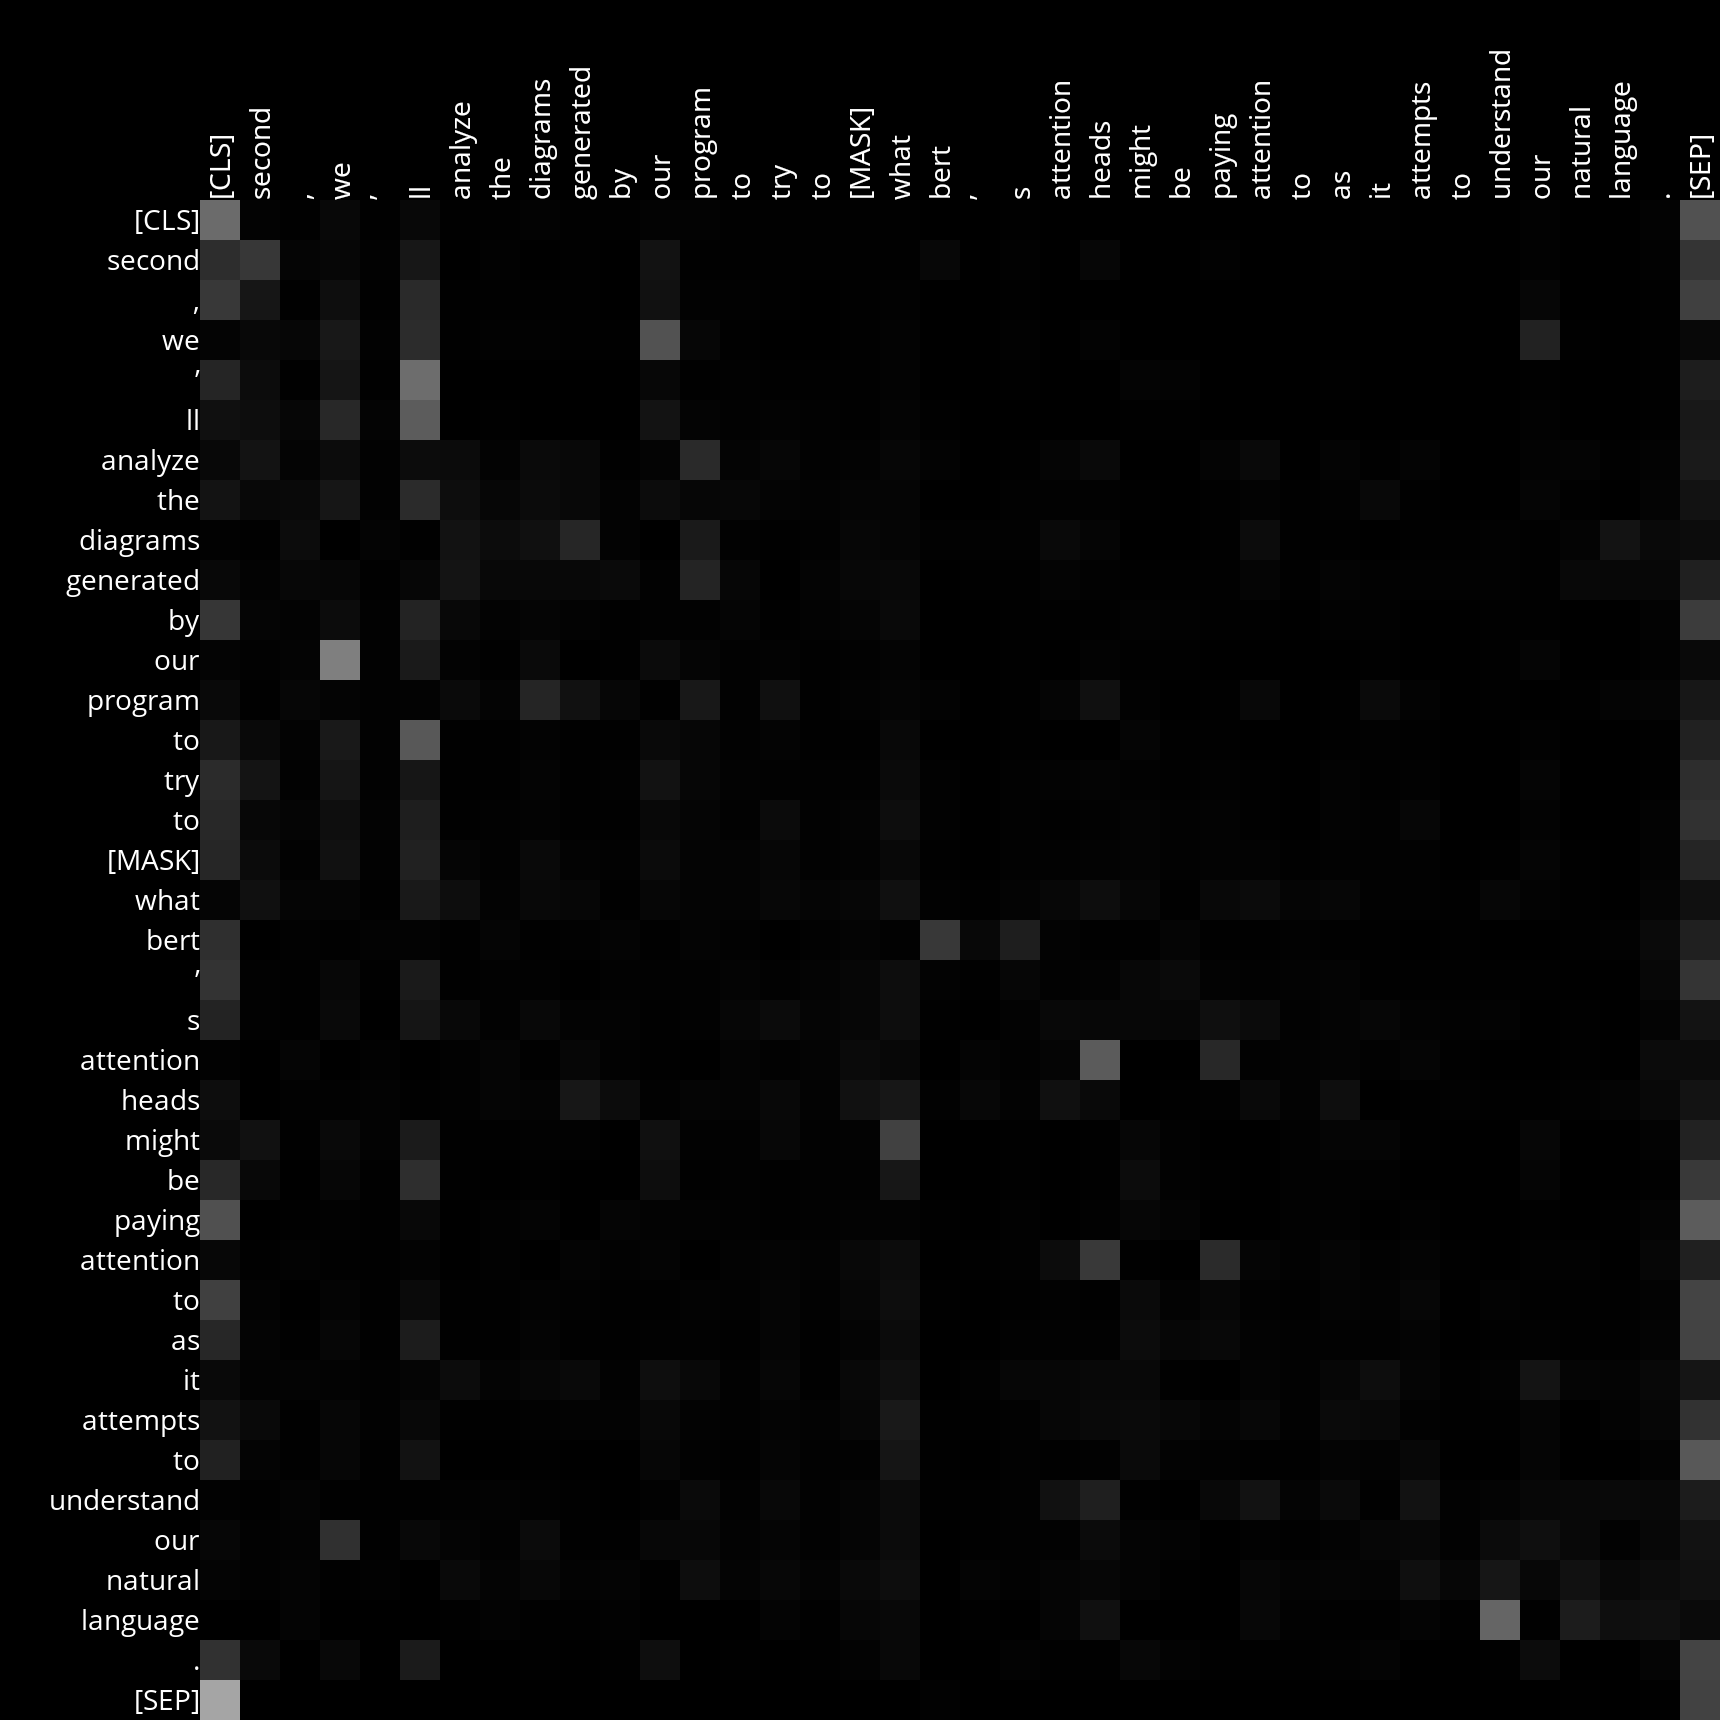 [CLS] second , we , ll analyze the diagrams generated by our program to try to [MASK] what bert , s attention heads might be paying attention to as it attempts to understand our natural language . [SEP]
[CLS]
second
,
we
’
ll
analyze
the
diagrams
generated
by
our
program
to
try
to
[MASK]
what
bert
’
s
attention
heads
might
be
paying
attention
to
as
it
attempts
to
understand
our
natural
language
.
[SEP]